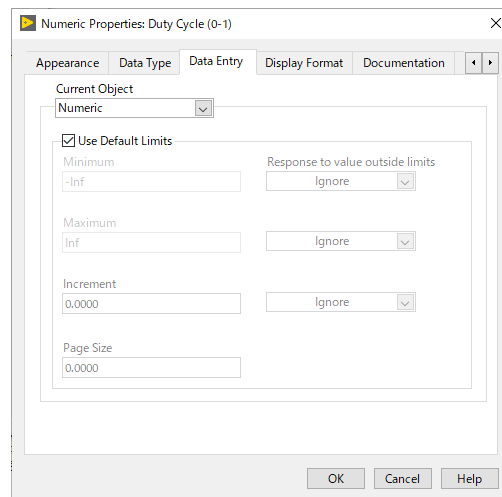 Numeric Properties: Duty Cycle (0-1)
Appearance Data Type Data Entry Display Format Documentation
Current Object
Numeric
Use Default Limits
Minimum Response to value outside limits
-Inf Ignore
Maximum
Inf Ignore
Increment
0.0000 Ignore
Page Size
0.0000
OK Cancel Help